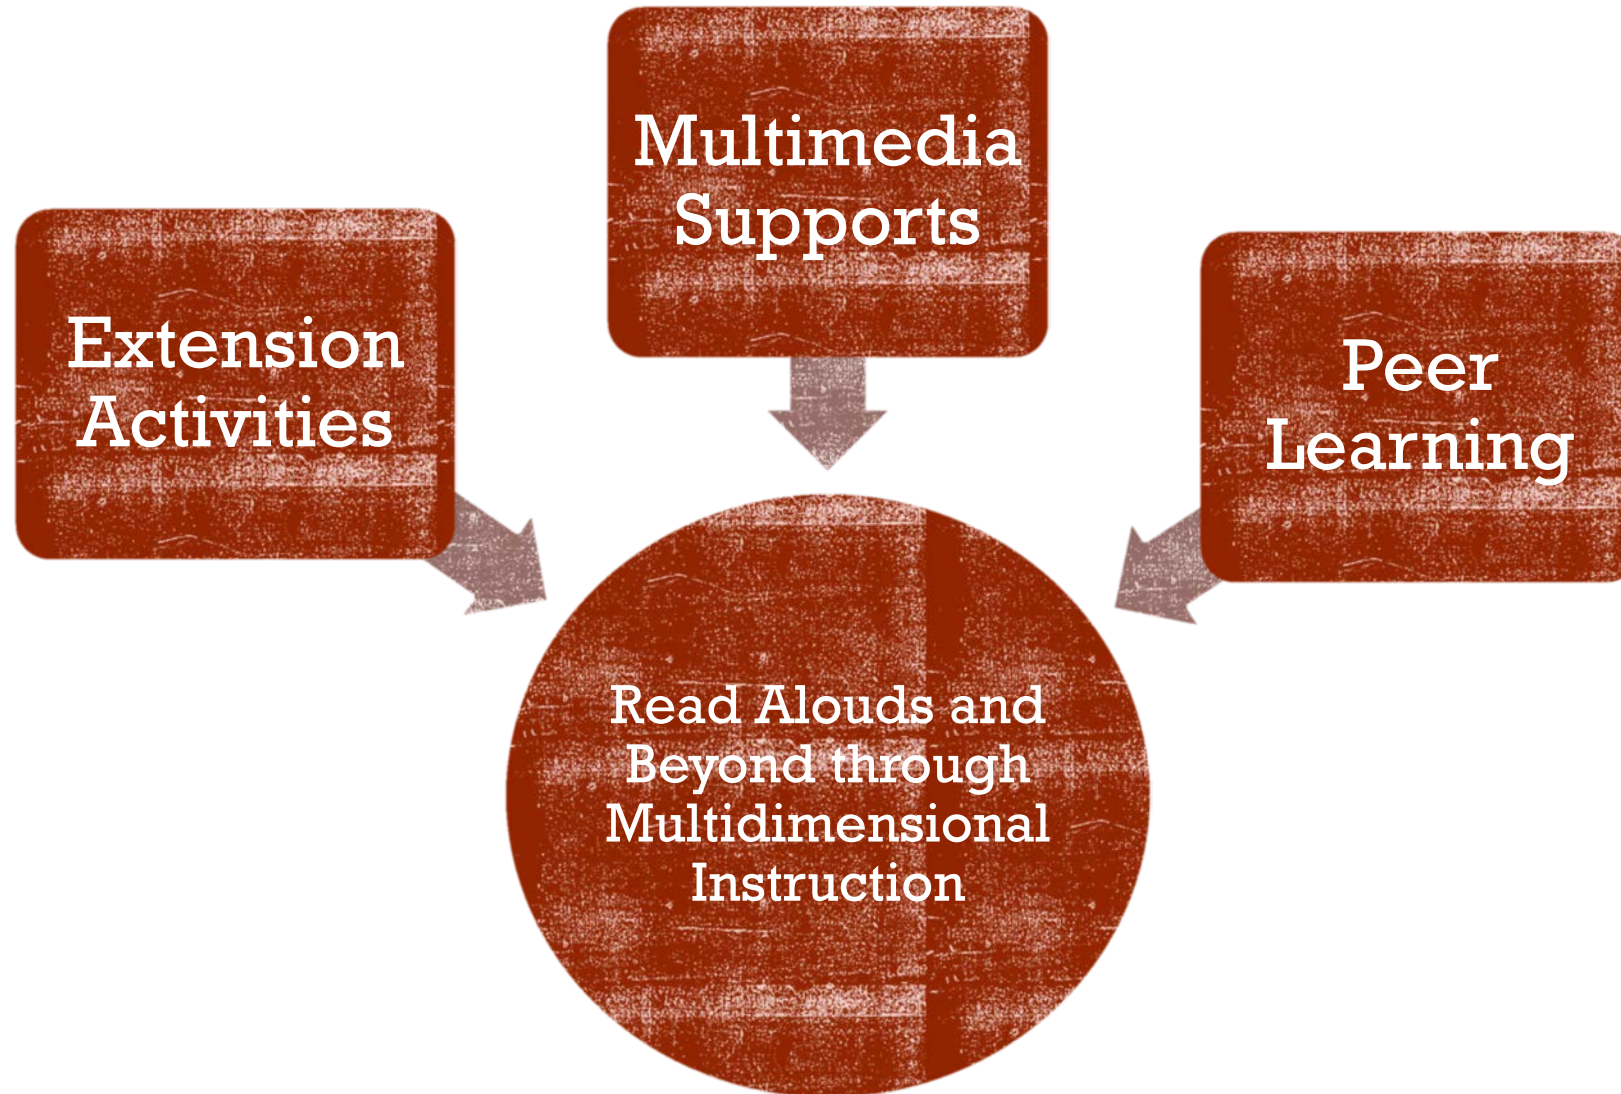 Extension
Activities
Multimedia
Supports
Peer
Learning
Read Alouds and
Beyond through
Multidimensional
Instruction